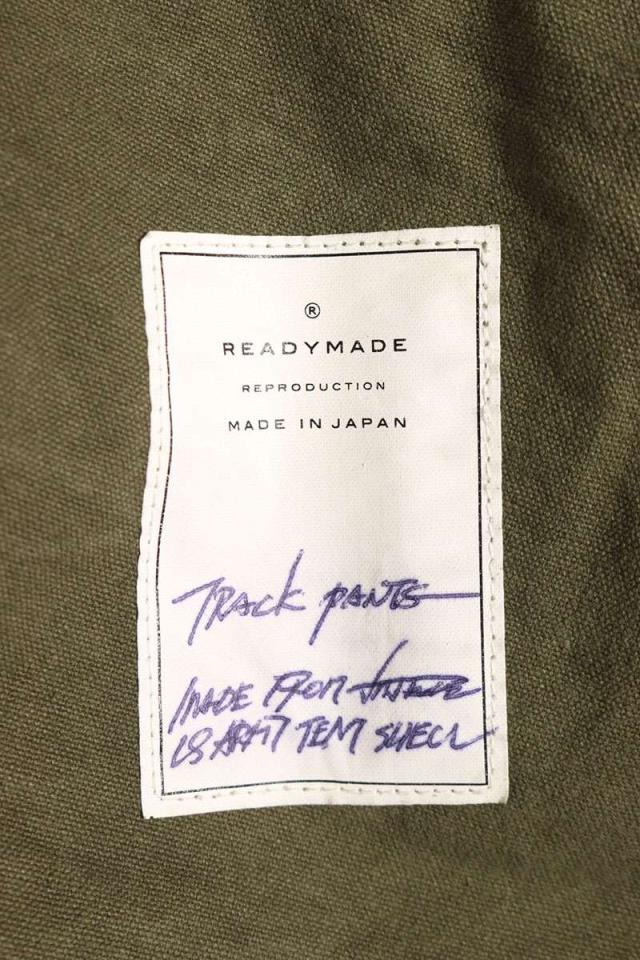 ®
READYMADE
REPRODUCTION
MADE IN JAPAN
TRACK PANTS
MADE FROM
US ARMY TENT SHELL